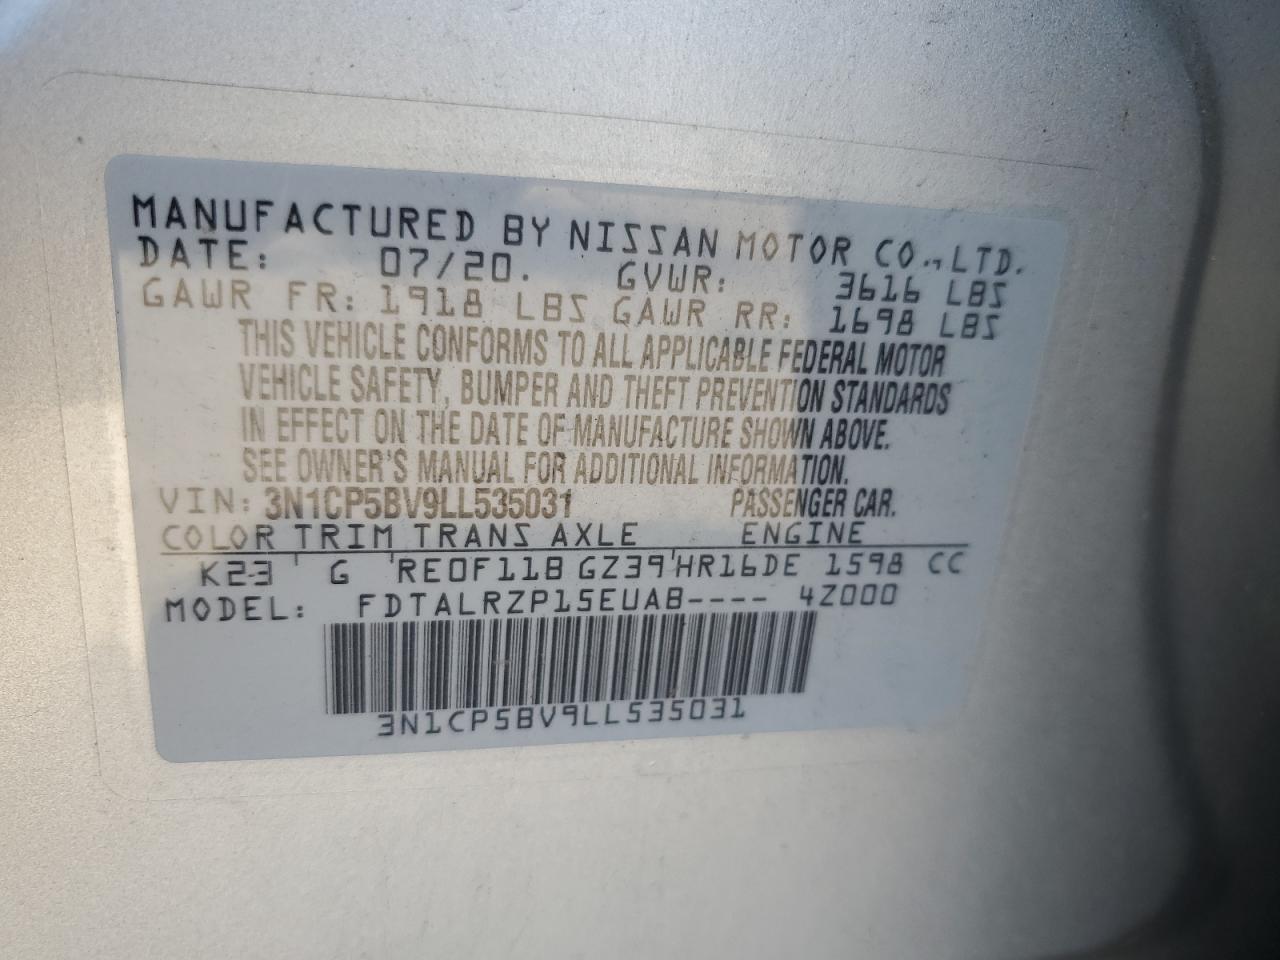 MANUFACTURED BY NISSAN MOTOR CO., LTD.
DATE: 07/20. GVWR: 3616 LBS
GAWR FR: 1918 LBS GAWR RR: 1698 LBS
THIS VEHICLE CONFORMS TO ALL APPLICABLE FEDERAL MOTOR
VEHICLE SAFETY, BUMPER AND THEFT PREVENTION STANDARDS
IN EFFECT ON THE DATE OF MANUFACTURE SHOWN ABOVE.
SEE OWNER'S MANUAL FOR ADDITIONAL INFORMATION.
VIN: 3N1CP5BV9LL535031 PASSENGER CAR.
COLOR TRIM TRANS AXLE ENGINE
K23 G RE0F11B GZ39 HR16DE 1598 CC
MODEL: FDTALRZP15EUAB---- 4Z000
3N1CP5BV9LL535031